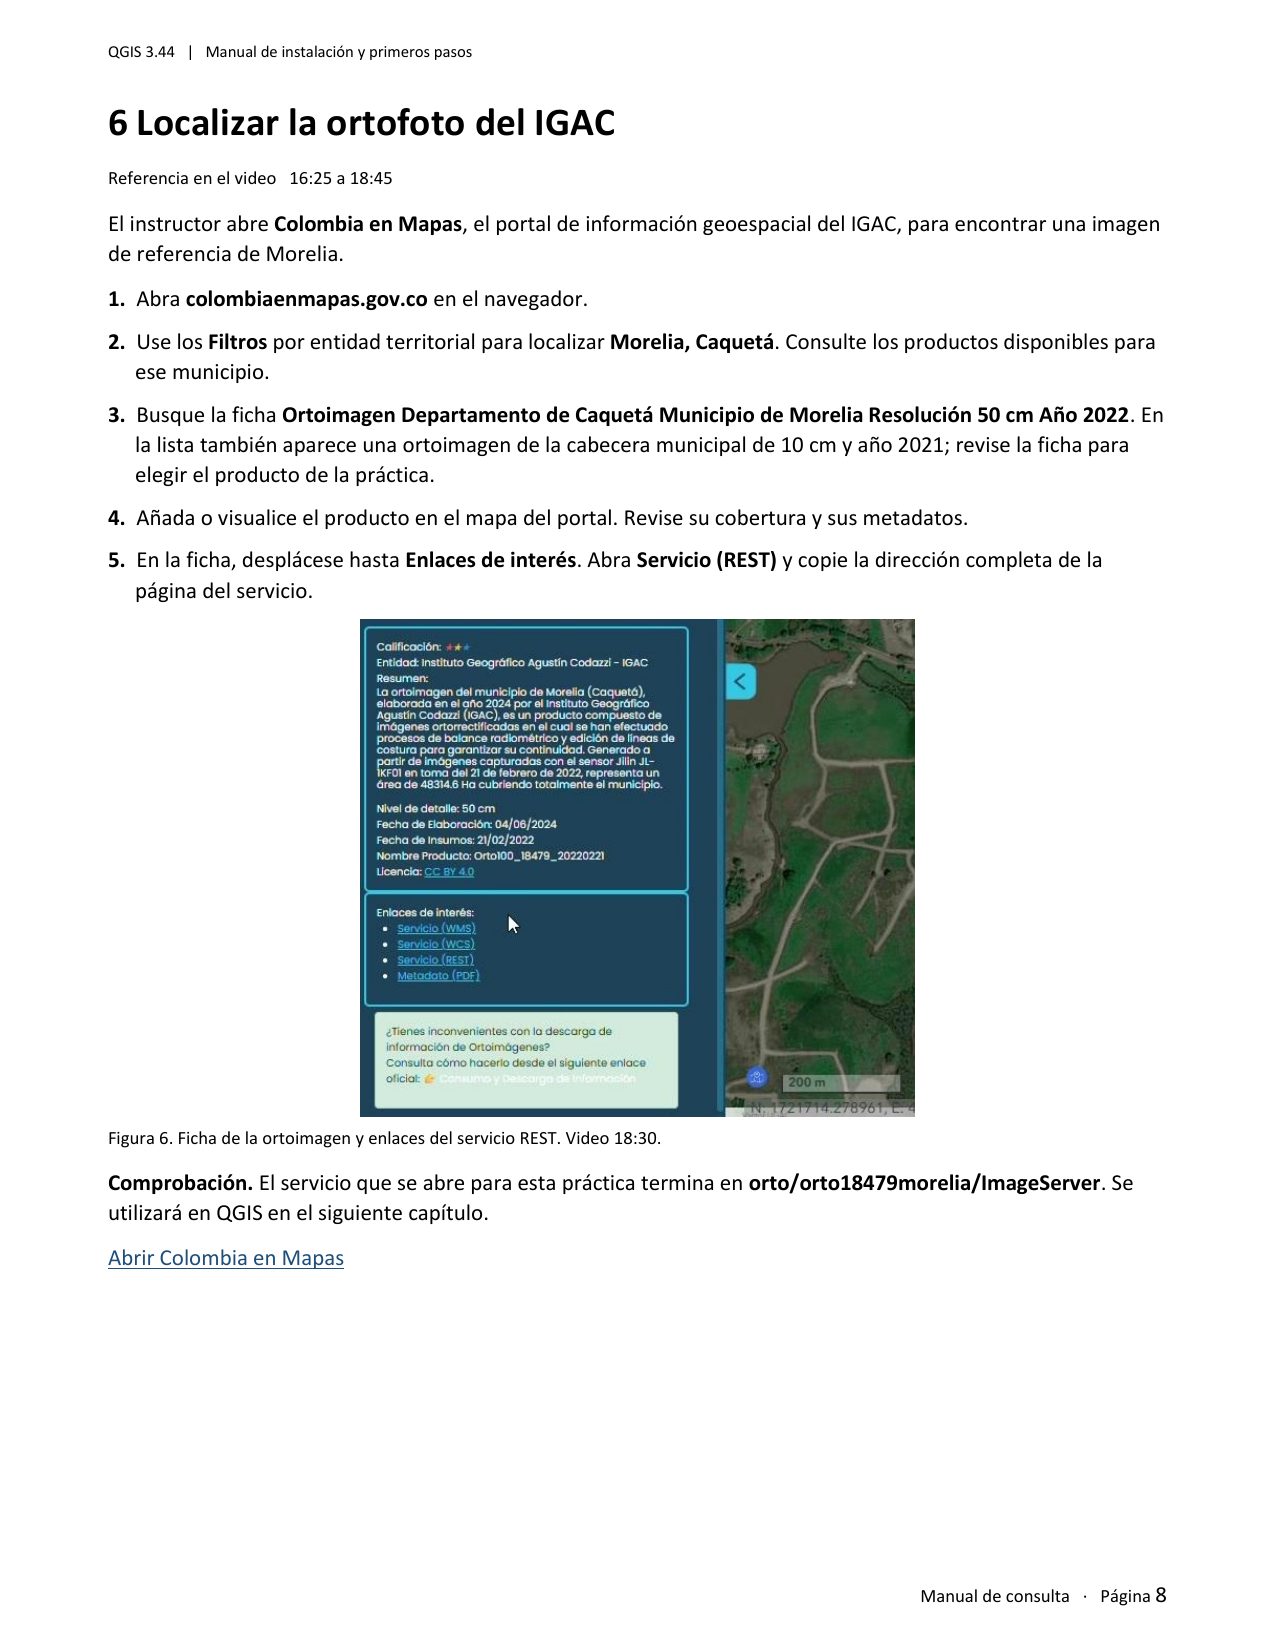 QGIS 3.44 | Manual de instalación y primeros pasos
6 Localizar la ortofoto del IGAC
Referencia en el video 16:25 a 18:45
El instructor abre Colombia en Mapas, el portal de información geoespacial del IGAC, para encontrar una imagen
de referencia de Morelia.
1. Abra colombiaenmapas.gov.co en el navegador.
2. Use los Filtros por entidad territorial para localizar Morelia, Caquetá. Consulte los productos disponibles para
ese municipio.
3. Busque la ficha Ortoimagen Departamento de Caquetá Municipio de Morelia Resolución 50 cm Año 2022. En
la lista también aparece una ortoimagen de la cabecera municipal de 10 cm y año 2021; revise la ficha para
elegir el producto de la práctica.
4. Añada o visualice el producto en el mapa del portal. Revise su cobertura y sus metadatos.
5. En la ficha, desplácese hasta Enlaces de interés. Abra Servicio (REST) y copie la dirección completa de la
página del servicio.
Calificación:
Entidad: Instituto Geográfico Agustín Codazzi - IGAC
Resumen:
La ortoimagen del municipio de Morelia (Caquetá),
elaborada en el año 2024 por el Instituto Geográfico
Agustín Codazzi (IGAC), es un producto compuesto de
imágenes ortorrectificadas en el cual se han efectuado
procesos de balance radiométrico y edición de líneas de
costura para garantizar su continuidad. Generado a
partir de imágenes capturadas con el sensor Jilin JL-
1KF01 en toma del 21 de febrero de 2022, representa un
área de 48314.6 Ha cubriendo totalmente el municipio.
Nivel de detalle: 50 cm
Fecha de Elaboración: 04/06/2024
Fecha de Insumos: 21/02/2022
Nombre Producto: Orto100_18479_20220221
Licencia: CC BY 4.0
Enlaces de interés:
• Servicio (WMS)
• Servicio (WCS)
• Servicio (REST)
• Metadato (PDF)
¿Tienes inconvenientes con la descarga de
información de Ortoimágenes?
Consulta cómo hacerlo desde el siguiente enlace
oficial: 👉 Consumo y Descarga de Información
200 m
N: 1721714.278961, E: 4
Figura 6. Ficha de la ortoimagen y enlaces del servicio REST. Video 18:30.
Comprobación. El servicio que se abre para esta práctica termina en orto/orto18479morelia/ImageServer. Se
utilizará en QGIS en el siguiente capítulo.
Abrir Colombia en Mapas
Manual de consulta · Página 8